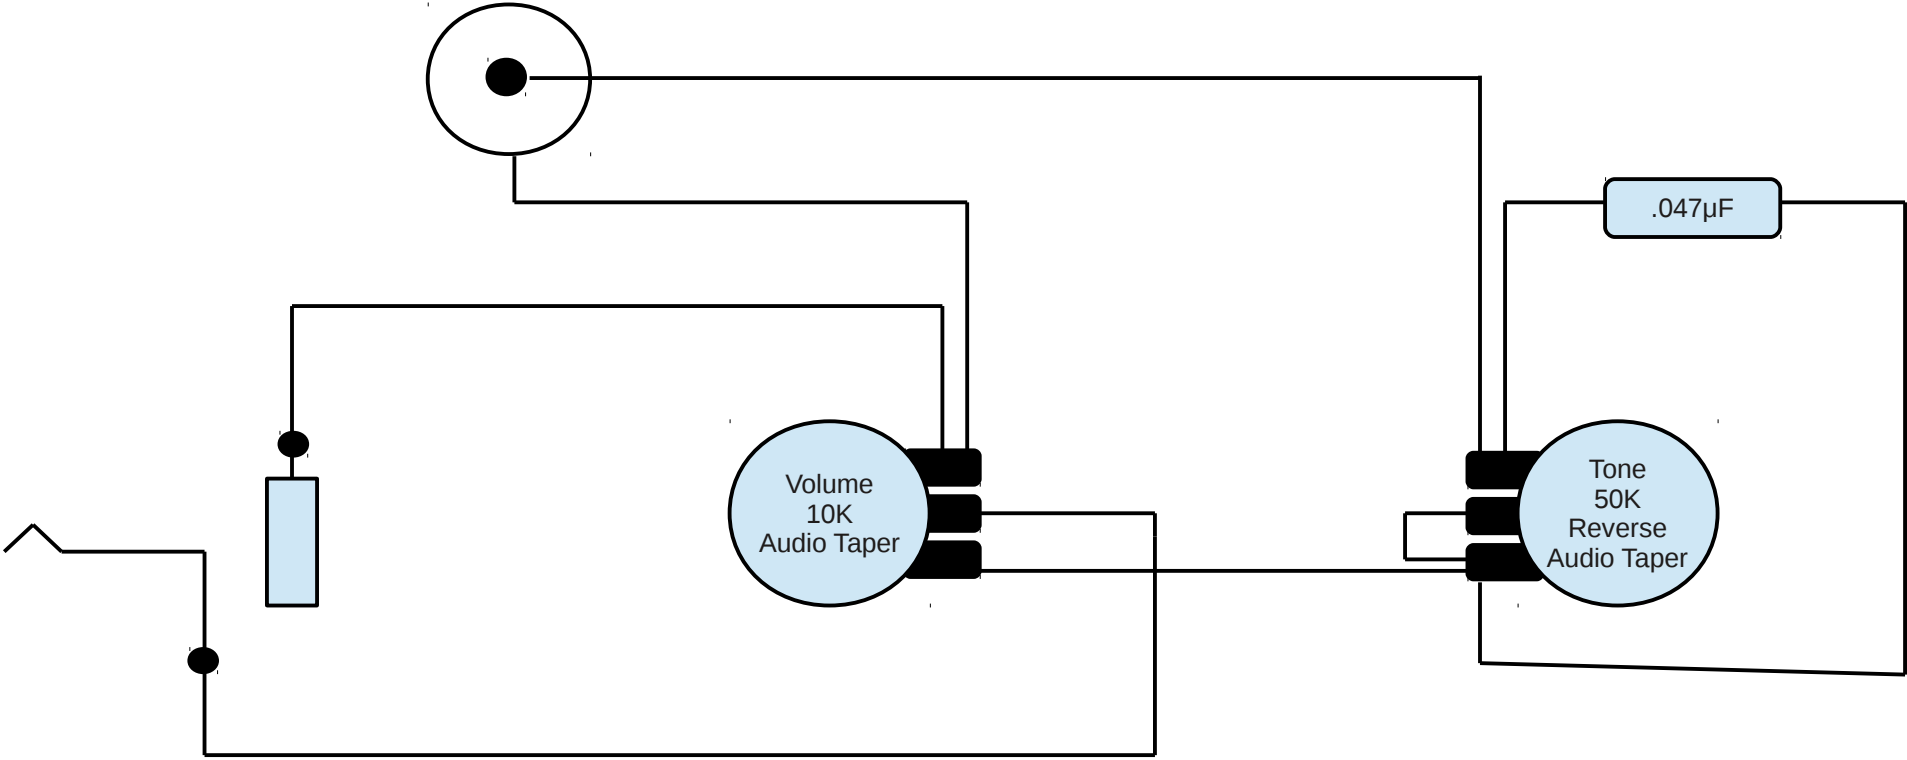 .047μF
Volume
10K
Audio Taper
Tone
50K
Reverse
Audio Taper